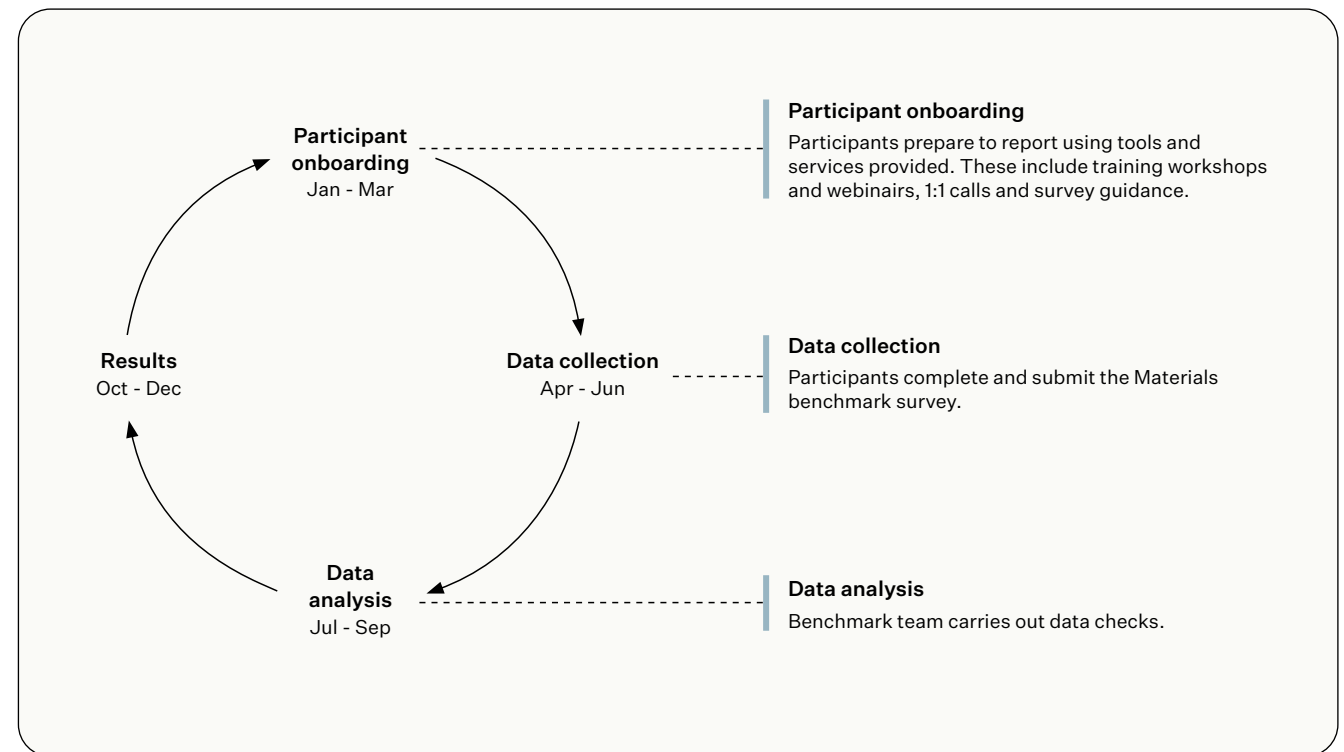 Participant
onboarding
Jan - Mar
Participant onboarding
Participants prepare to report using tools and
services provided. These include training workshops
and webinairs, 1:1 calls and survey guidance.
Results
Oct - Dec
Data collection
Apr - Jun
Data collection
Participants complete and submit the Materials
benchmark survey.
Data
analysis
Jul - Sep
Data analysis
Benchmark team carries out data checks.